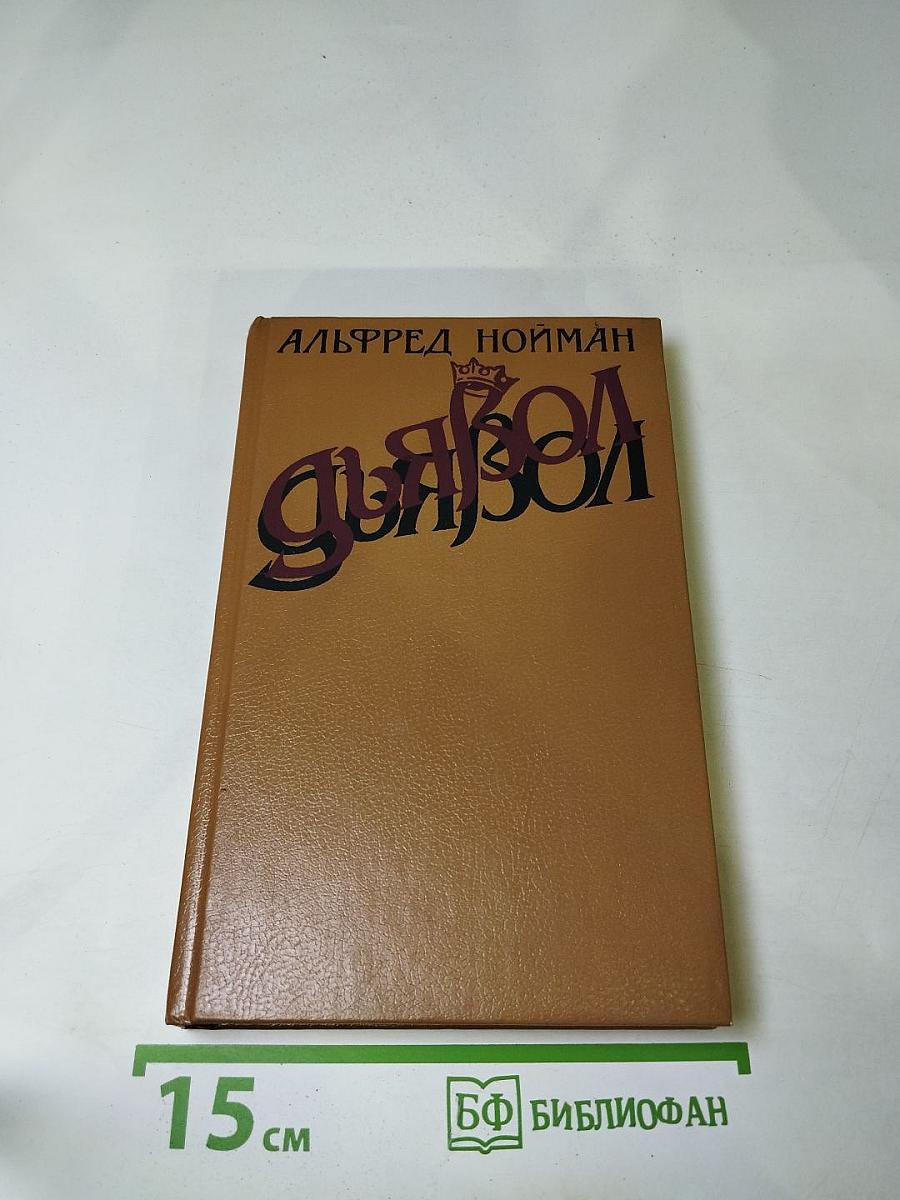 АЛЬФРЕД НОЙМАН
дьявол
15 см
БФ БИБЛИОФАН